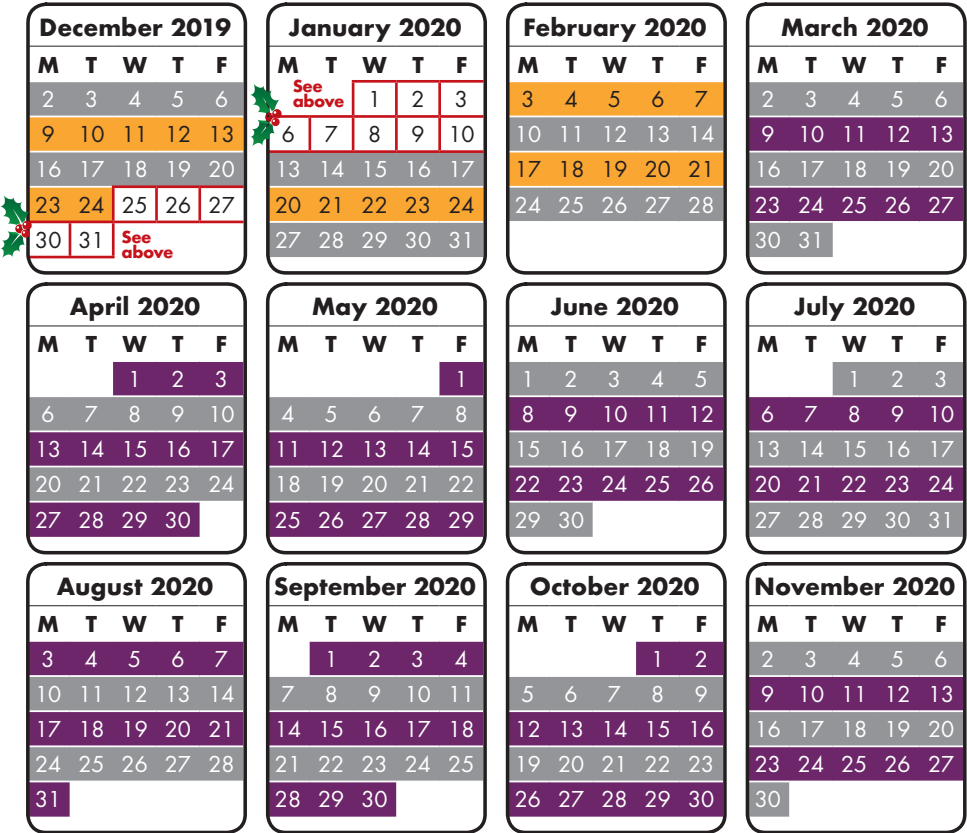 December 2019
M T W T F
2 3 4 5 6
9 10 11 12 13
16 17 18 19 20
23 24 25 26 27
30 31 See
above
January 2020
M T W T F
See
above 1 2 3
6 7 8 9 10
13 14 15 16 17
20 21 22 23 24
27 28 29 30 31
February 2020
M T W T F
3 4 5 6 7
10 11 12 13 14
17 18 19 20 21
24 25 26 27 28
March 2020
M T W T F
2 3 4 5 6
9 10 11 12 13
16 17 18 19 20
23 24 25 26 27
30 31
April 2020
M T W T F
1 2 3
6 7 8 9 10
13 14 15 16 17
20 21 22 23 24
27 28 29 30
May 2020
M T W T F
1
4 5 6 7 8
11 12 13 14 15
18 19 20 21 22
25 26 27 28 29
June 2020
M T W T F
1 2 3 4 5
8 9 10 11 12
15 16 17 18 19
22 23 24 25 26
29 30
July 2020
M T W T F
1 2 3
6 7 8 9 10
13 14 15 16 17
20 21 22 23 24
27 28 29 30 31
August 2020
M T W T F
3 4 5 6 7
10 11 12 13 14
17 18 19 20 21
24 25 26 27 28
31
September 2020
M T W T F
1 2 3 4
7 8 9 10 11
14 15 16 17 18
21 22 23 24 25
28 29 30
October 2020
M T W T F
1 2
5 6 7 8 9
12 13 14 15 16
19 20 21 22 23
26 27 28 29 30
November 2020
M T W T F
2 3 4 5 6
9 10 11 12 13
16 17 18 19 20
23 24 25 26 27
30